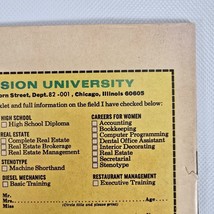 SION UNIVERSITY
orn Street, Dept. 82-001, Chicago, Illinois 60605
klet and full information on the field I have checked below:
HIGH SCHOOL
High School Diploma
REAL ESTATE
Complete Real Estate
Real Estate Brokerage
Real Estate Management
STENOTYPE
Machine Shorthand
DIESEL MECHANICS
Basic Training
CAREERS FOR WOMEN
Accounting
Bookkeeping
Computer Programming
Dental Office Assistant
Interior Decorating
Real Estate
Secretarial
Stenotype
RESTAURANT MANAGEMENT
Executive Training
Mr.
Mrs.
Miss
(Circle title and please print)
Age